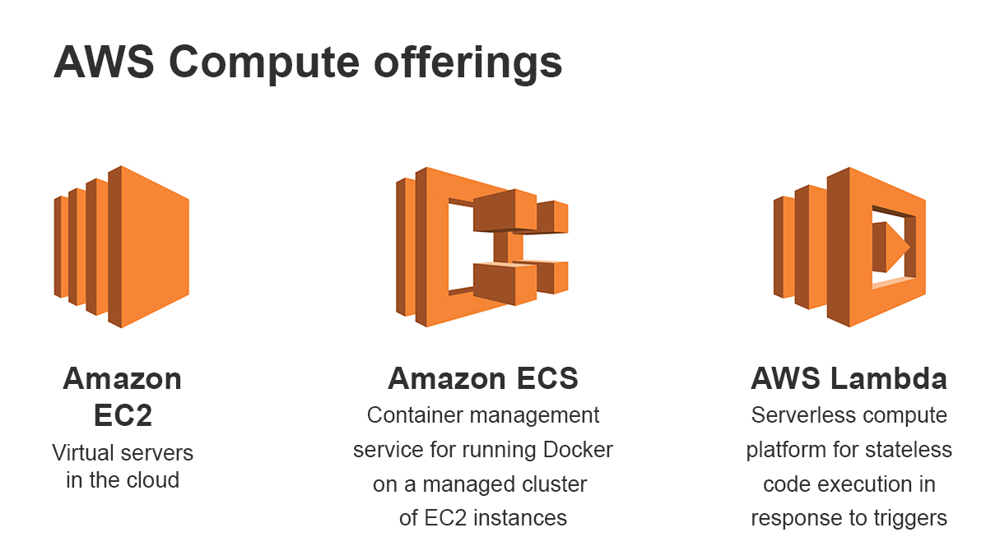 AWS Compute offerings
Amazon
EC2
Virtual servers
in the cloud
Amazon ECS
Container management
service for running Docker
on a managed cluster
of EC2 instances
AWS Lambda
Serverless compute
platform for stateless
code execution in
response to triggers